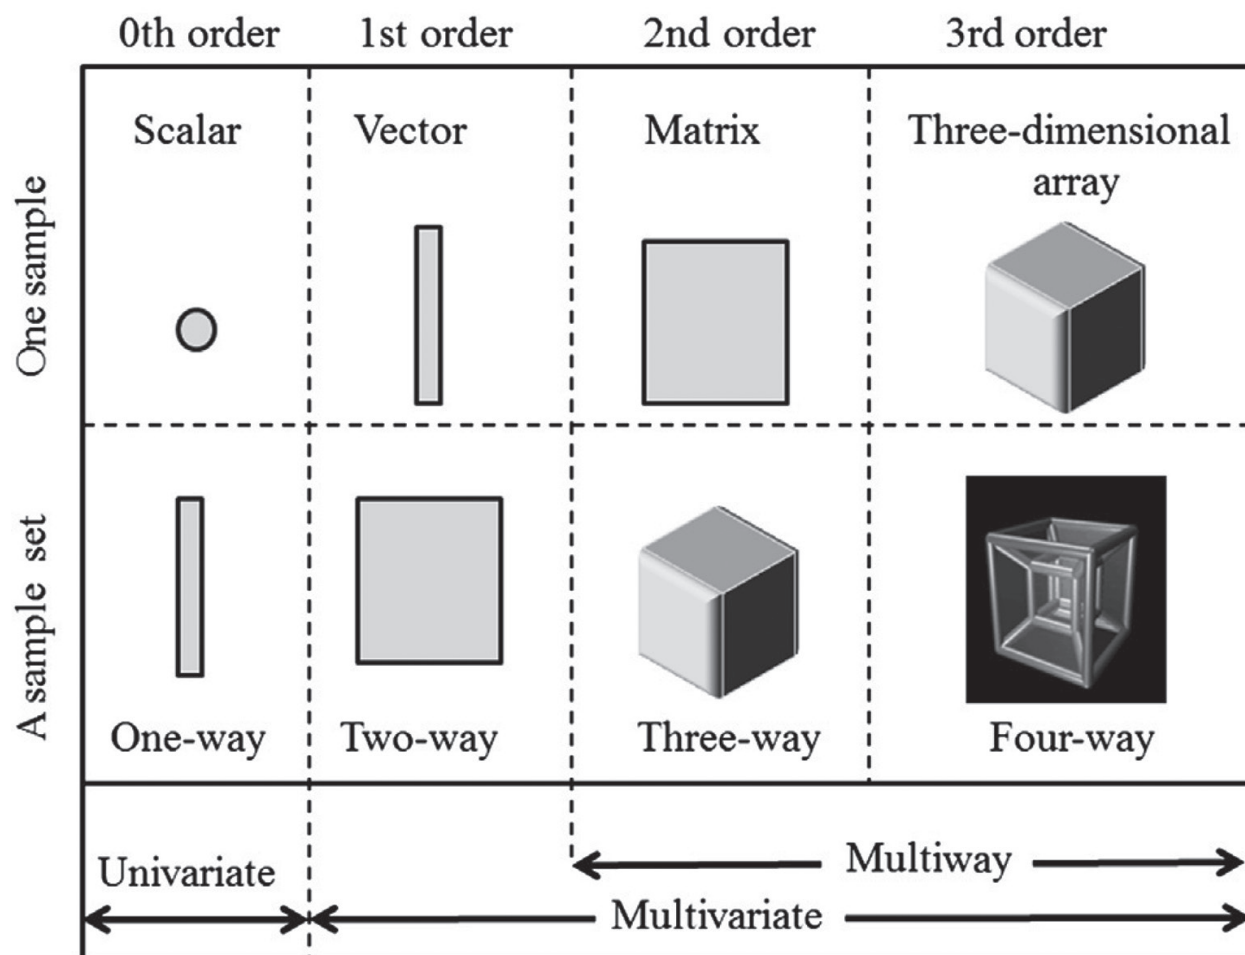 0th order
1st order
2nd order
3rd order
One sample
Scalar
Vector
Matrix
Three-dimensional
array
A sample set
One-way
Two-way
Three-way
Four-way
Univariate
Multiway
Multivariate